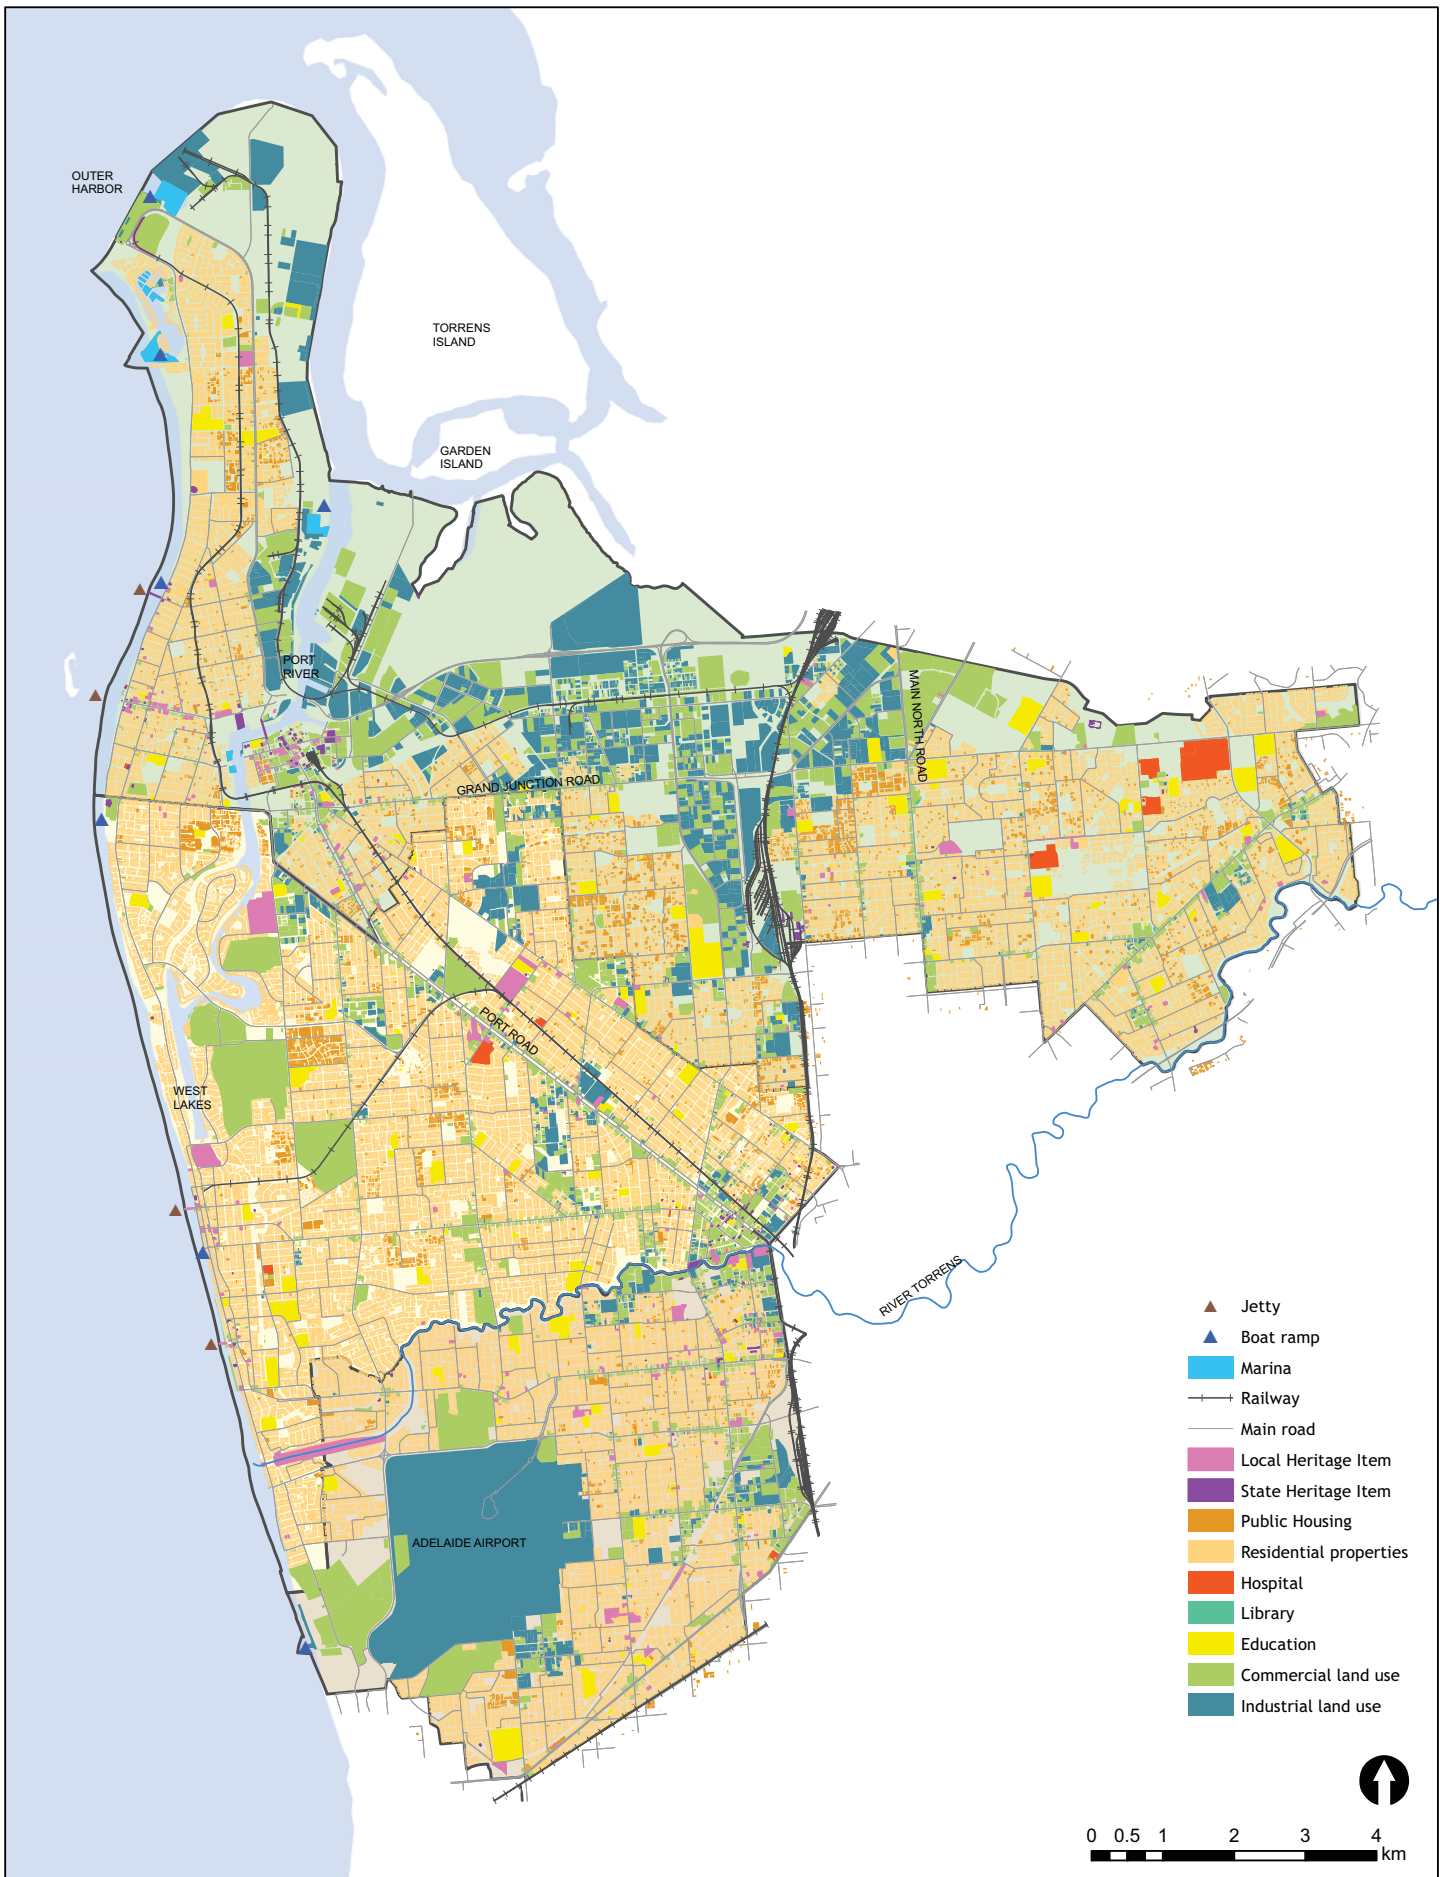 OUTER
HARBOR
TORRENS
ISLAND
GARDEN
ISLAND
PORT
RIVER
MAIN NORTH ROAD
GRAND JUNCTION ROAD
PORT ROAD
WEST
LAKES
RIVER TORRENS
ADELAIDE AIRPORT
Jetty
Boat ramp
Marina
Railway
Main road
Local Heritage Item
State Heritage Item
Public Housing
Residential properties
Hospital
Library
Education
Commercial land use
Industrial land use
0 0.5 1 2 3 4
km